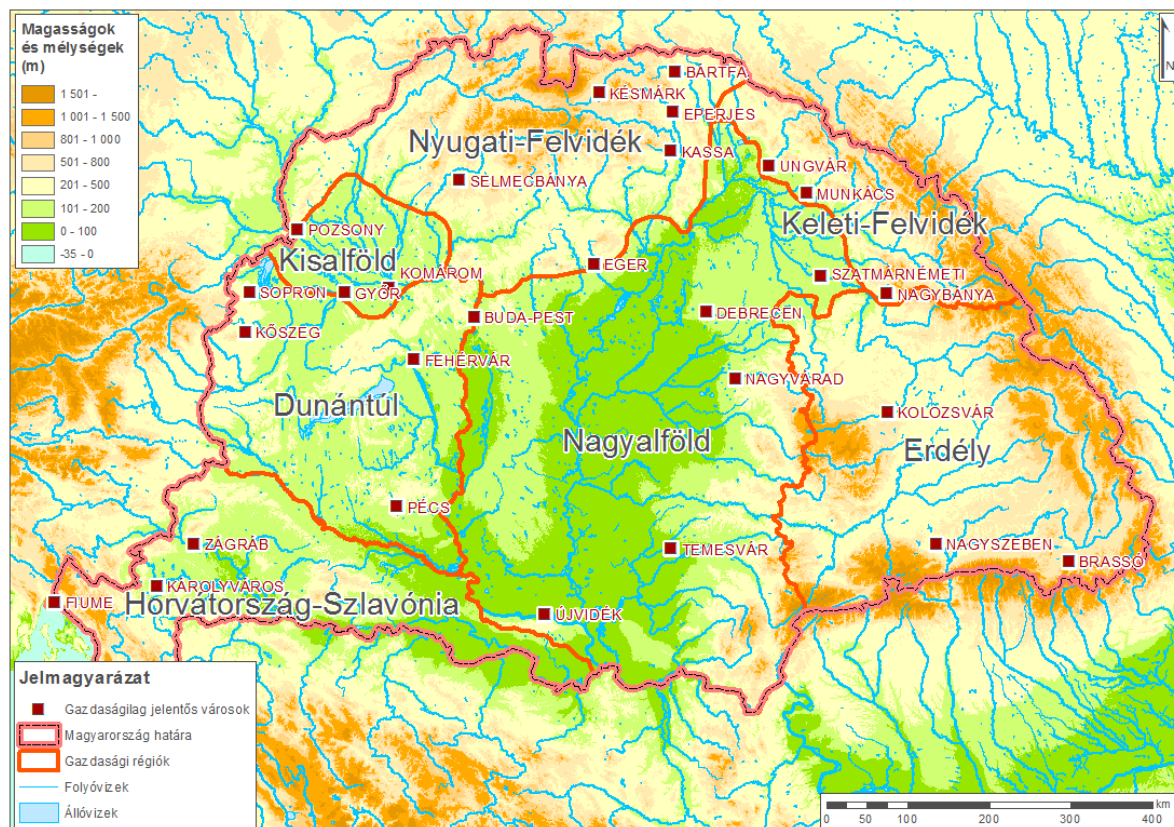 Magasságok
és mélységek
(m)
1 501 -
1 001 - 1 500
801 - 1 000
501 - 800
201 - 500
101 - 200
0 - 100
-35 - 0
N
BÁRTFA
KÉSMÁRK
EPERJES
Nyugati-Felvidék
KASSA
UNGVÁR
SELMECBÁNYA
MUNKÁCS
Keleti-Felvidék
POZSONY
Kisalföld
KOMÁROM
EGER
SZATMÁRNÉMETI
SOPRON
GYŐR
NAGYBÁNYA
BUDA-PEST
DEBRECEN
KŐSZEG
FEHÉRVÁR
NAGYVÁRAD
Dunántúl
KOLOZSVÁR
Nagyalföld
Erdély
PÉCS
ZÁGRÁB
TEMESVÁR
NAGYSZEBEN
BRASSÓ
KÁROLYVÁROS
FIUME
Horvátország-Szlavónia
ÚJVIDÉK
Jelmagyarázat
Gazdaságilag jelentős városok
Magyarország határa
Gazdasági régiók
Folyóvizek
Állóvizek
km
0 50 100 200 300 400